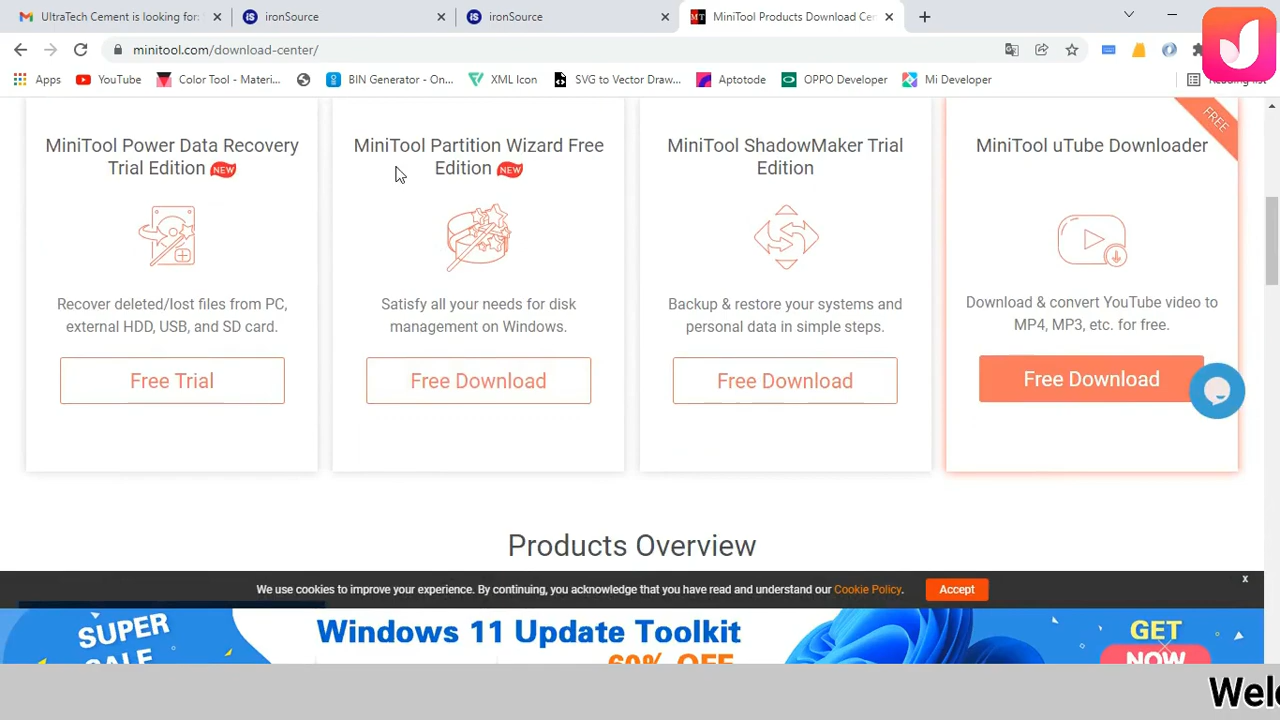 UltraTech Cement is looking for
ironSource
ironSource
MiniTool Products Download Cen
minitool.com/download-center/
Apps
YouTube
Color Tool - Materi...
BIN Generator - On...
XML Icon
SVG to Vector Draw...
Aptotode
OPPO Developer
Mi Developer
MiniTool Power Data Recovery
Trial Edition NEW
Recover deleted/lost files from PC,
external HDD, USB, and SD card.
Free Trial
MiniTool Partition Wizard Free
Edition NEW
Satisfy all your needs for disk
management on Windows.
Free Download
MiniTool ShadowMaker Trial
Edition
Backup & restore your systems and
personal data in simple steps.
Free Download
FREE
MiniTool uTube Downloader
Download & convert YouTube video to
MP4, MP3, etc. for free.
Free Download
Products Overview
We use cookies to improve your experience. By continuing, you acknowledge that you have read and understand our Cookie Policy.
Accept
x
SUPER
SALE
Windows 11 Update Toolkit
60% OFF
GET
NOW
Welc